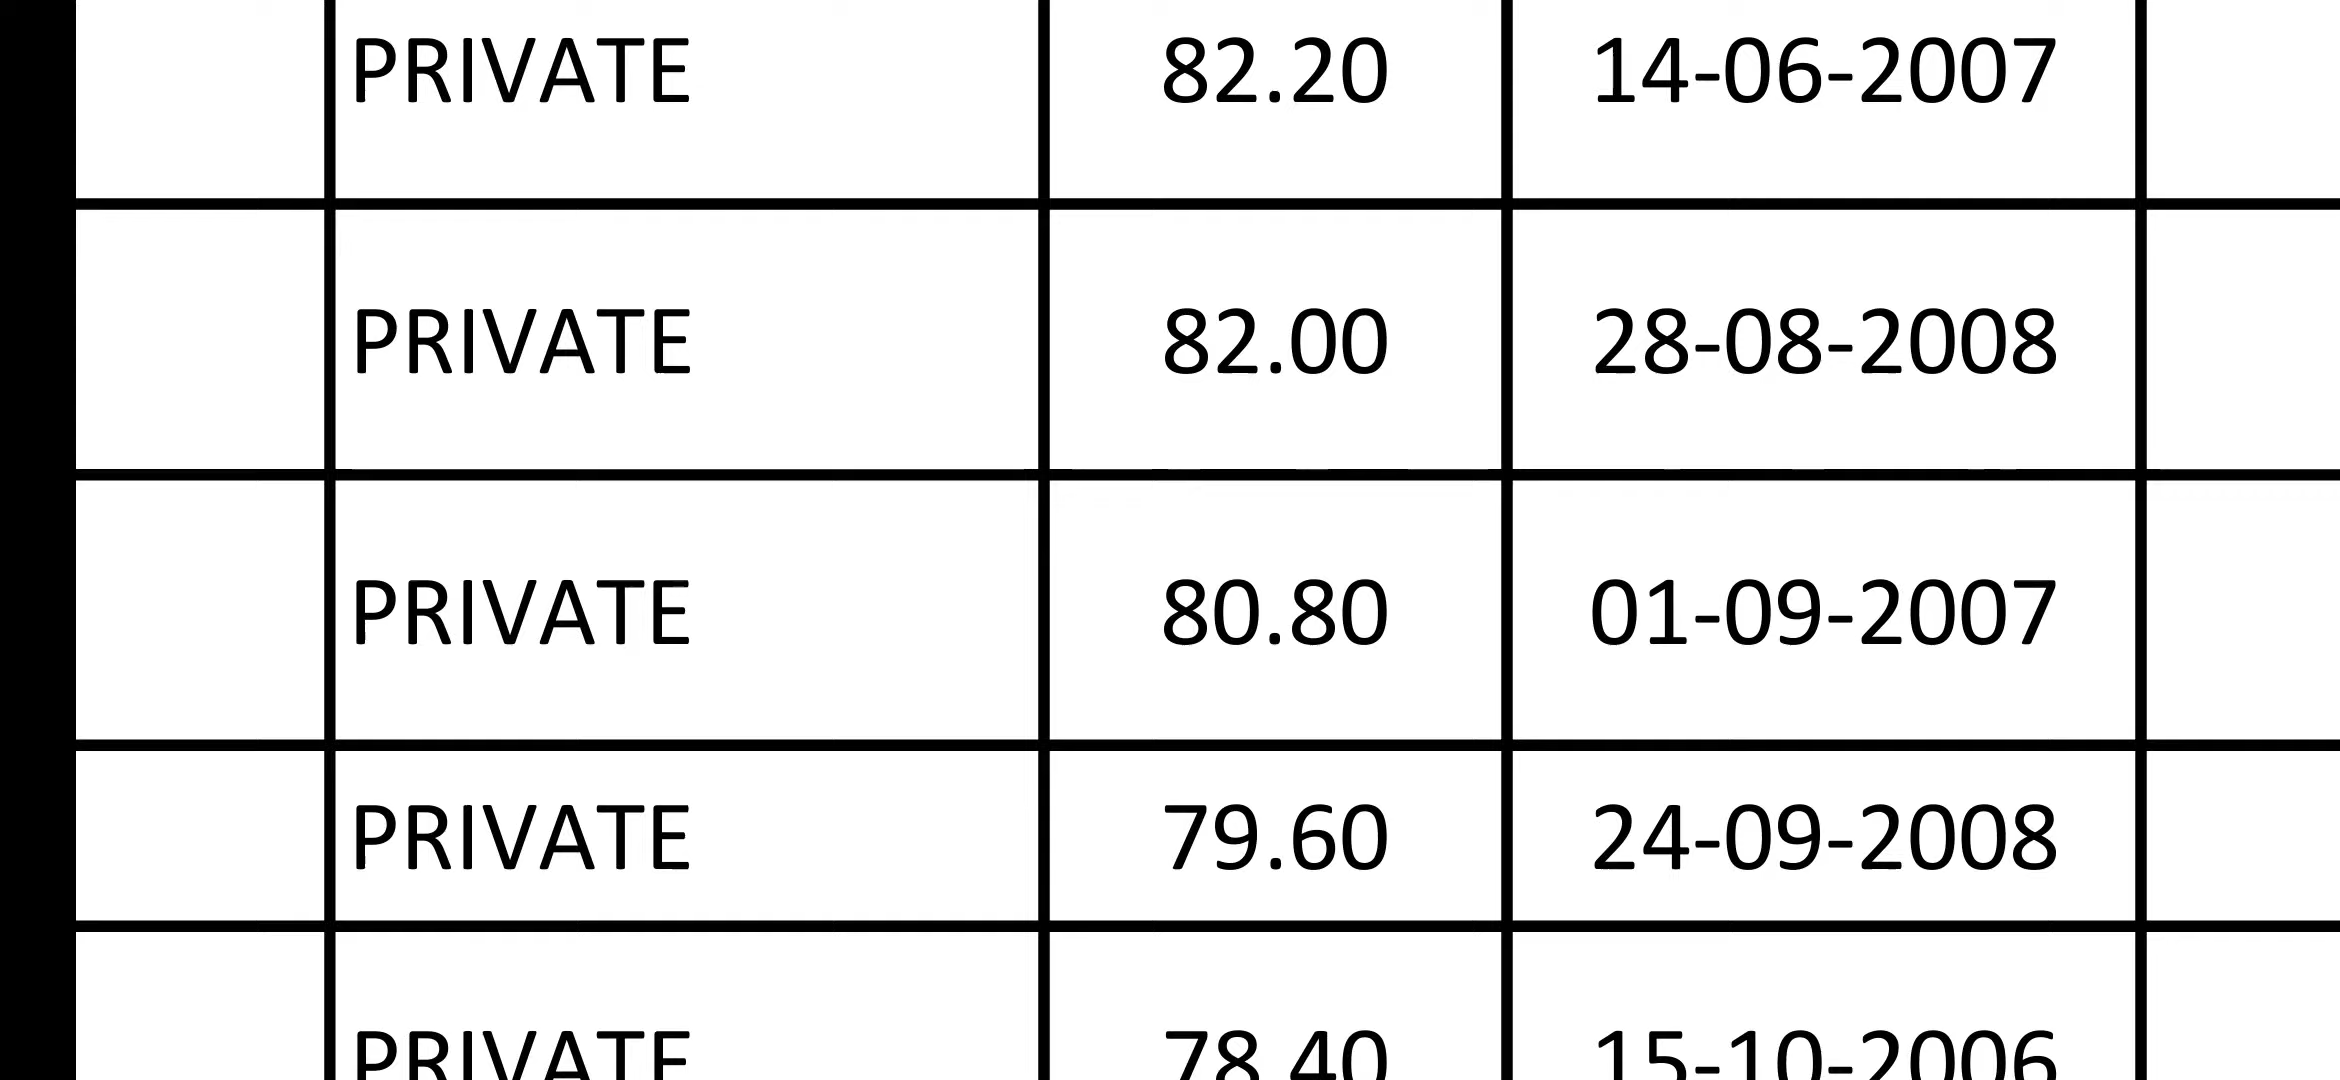 PRIVATE 82.20 14-06-2007
PRIVATE 82.00 28-08-2008
PRIVATE 80.80 01-09-2007
PRIVATE 79.60 24-09-2008
PRIVATE 78.40 15-10-2006